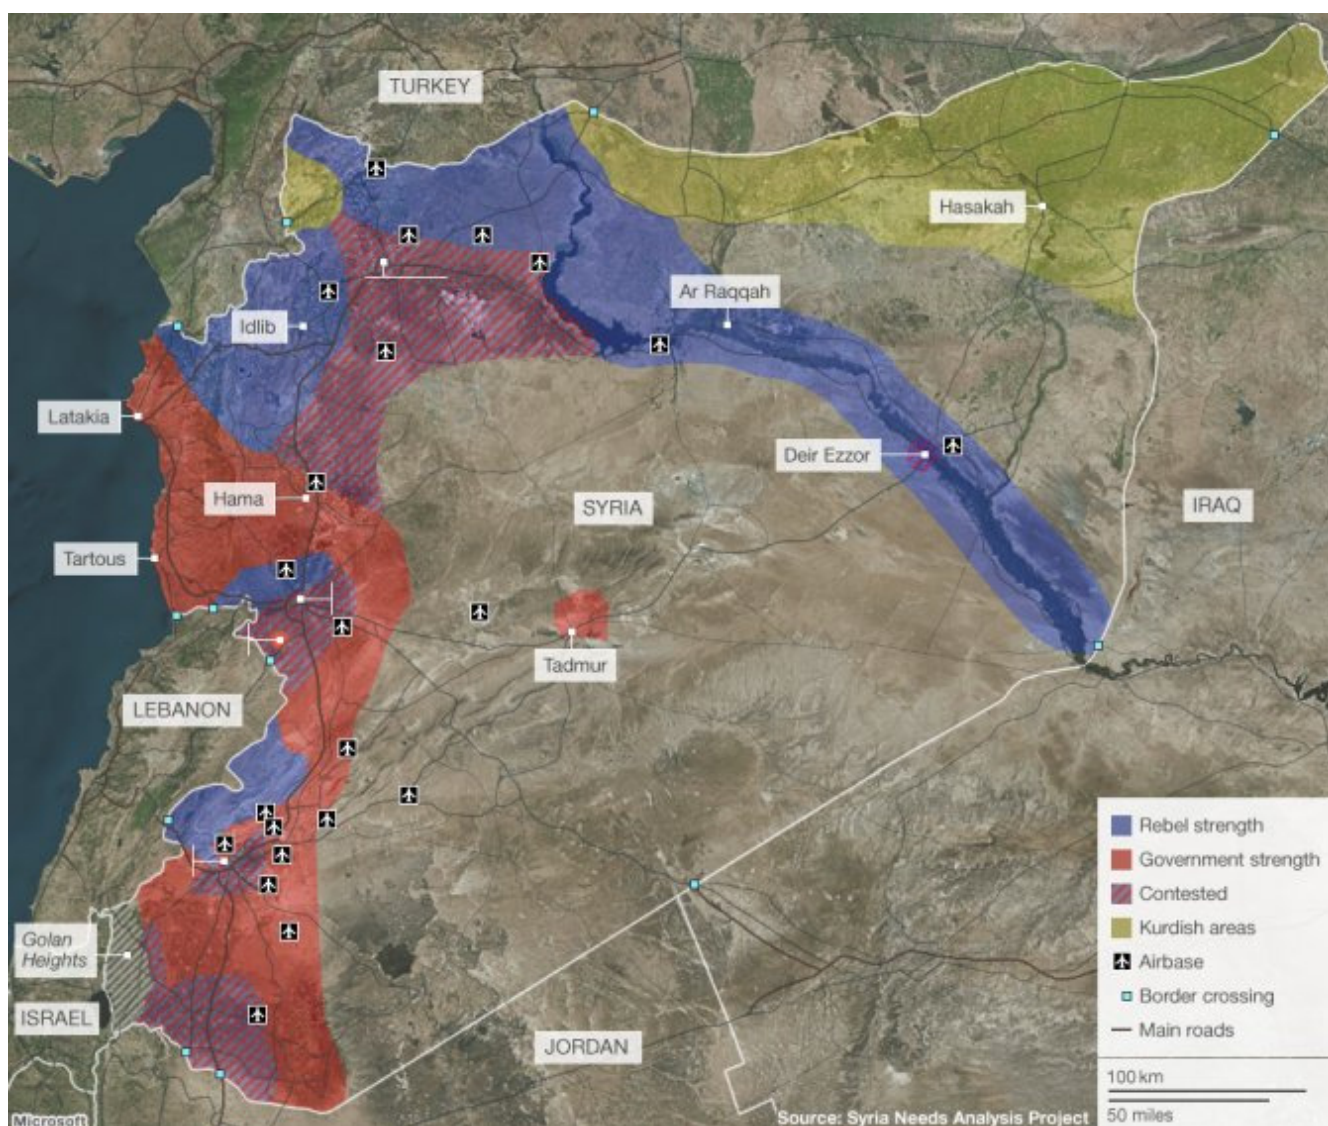 TURKEY
Hasakah
Ar Raqqah
Idlib
Latakia
Deir Ezzor
Hama
SYRIA
IRAQ
Tartous
Tadmur
LEBANON
Golan
Heights
ISRAEL
JORDAN
Rebel strength
Government strength
Contested
Kurdish areas
Airbase
Border crossing
Main roads
100 km
50 miles
Microsoft
Source: Syria Needs Analysis Project